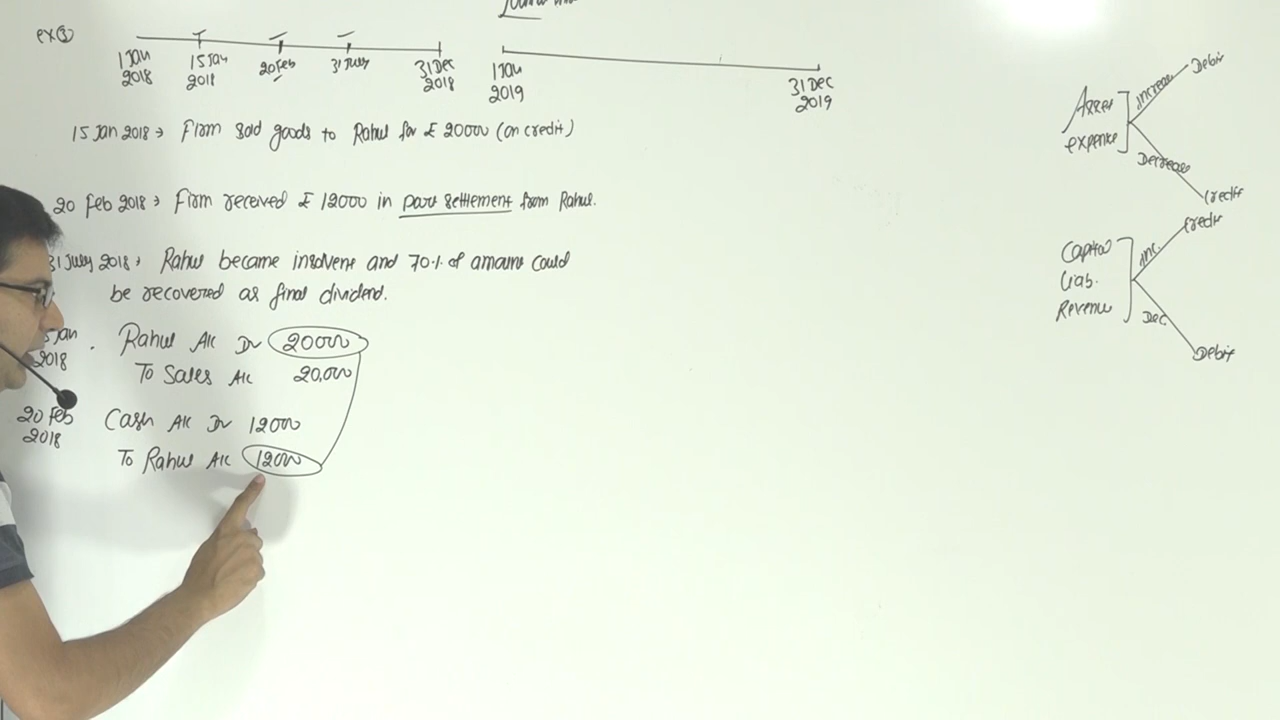 ex③
1 Jan 2018
15 Jan 2018
20 Feb
31 July
31 Dec 2018
1 Jan 2019
31 Dec 2019
15 Jan 2018 → Firm sold goods to Rahul for £ 20000 (on credit)
20 Feb 2018 → Firm received £ 12000 in part settlement from Rahul.
31 July 2018 → Rahul became insolvent and 70% of amount could
be recovered as final dividend.
Jan 2018 Rahul A/c Dr 20000
To Sales A/c 20,000
20 Feb 2018 Cash A/c Dr 12000
To Rahul A/c 12000
Asset
expense
increase
Debit
Decrease
Credit
Capital
Liab.
Revenue
Inc.
Credit
Dec.
Debit